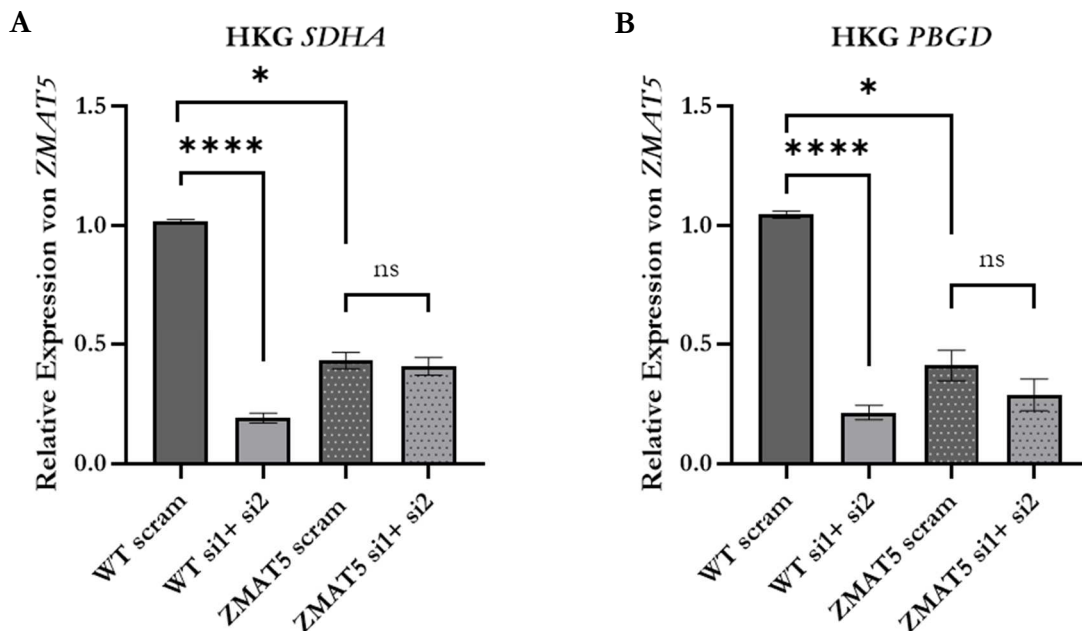 A
HKG SDHA
Relative Expression von ZMAT5
1.5
1.0
0.5
0.0
*
****
ns
WT scram
WT si1+ si2
ZMAT5 scram
ZMAT5 si1+ si2
B
HKG PBGD
Relative Expression von ZMAT5
1.5
1.0
0.5
0.0
*
****
ns
WT scram
WT si1+ si2
ZMAT5 scram
ZMAT5 si1+ si2